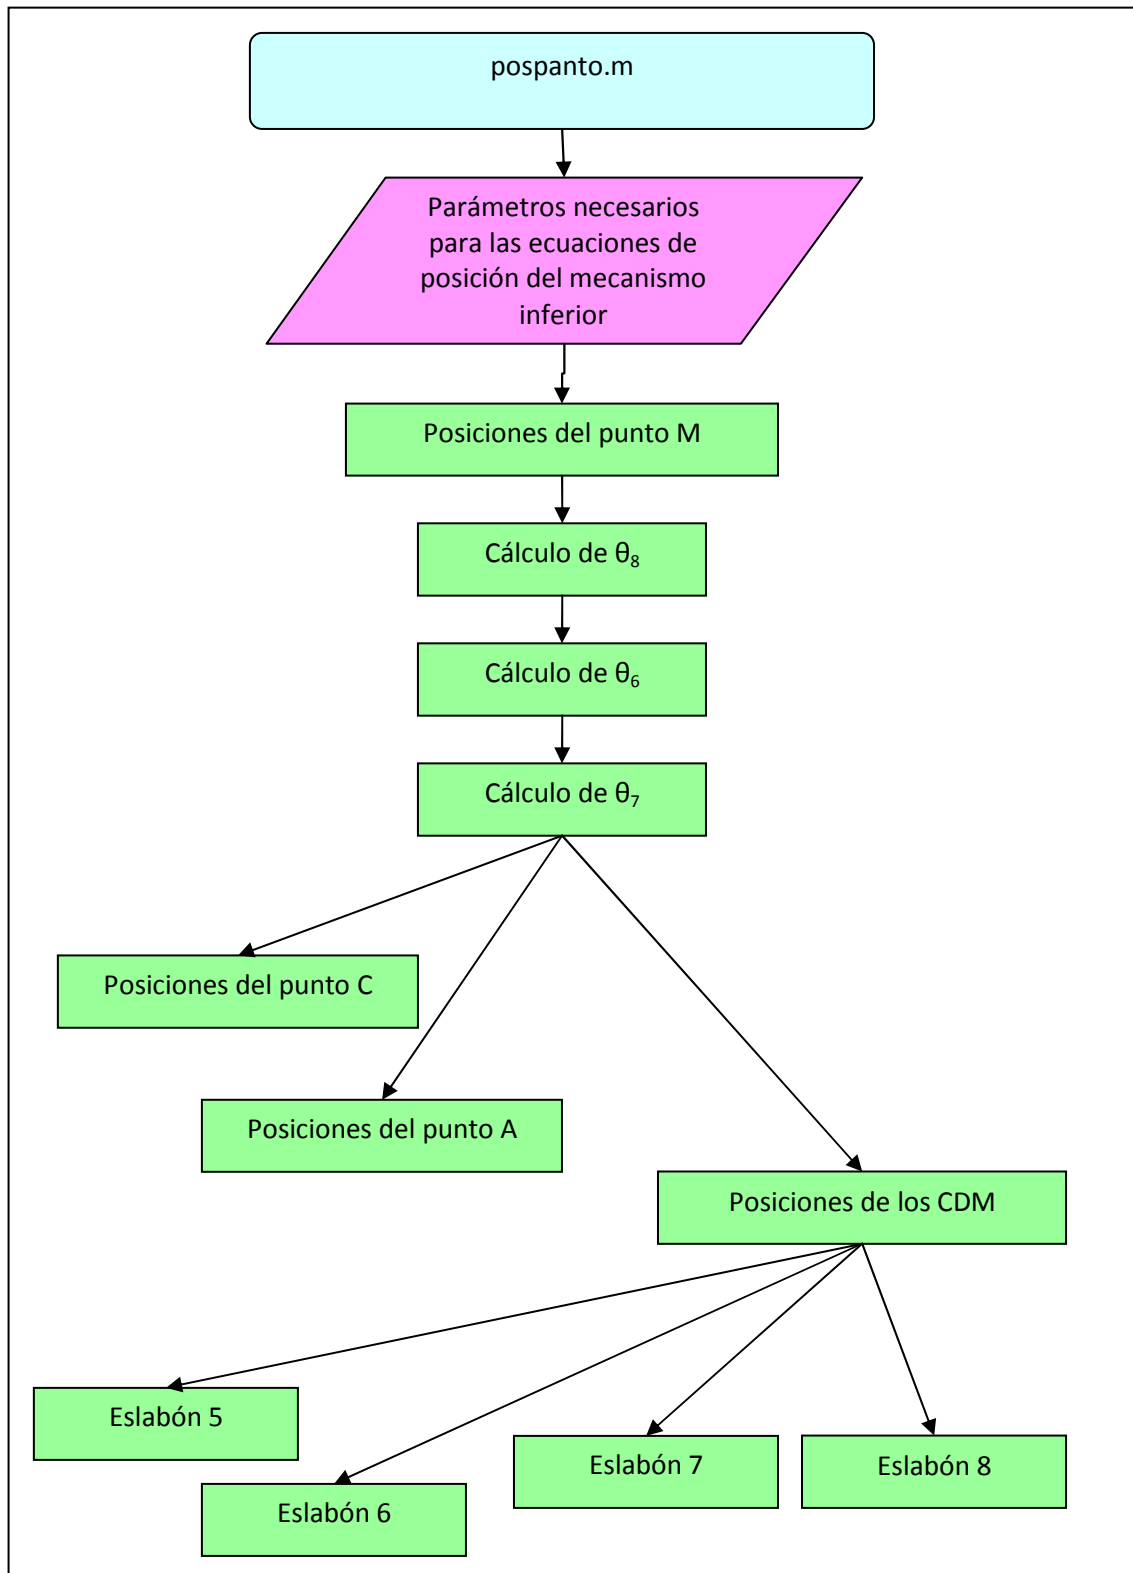 pospanto.m
Parámetros necesarios
para las ecuaciones de
posición del mecanismo
inferior
Posiciones del punto M
Cálculo de θ₈
Cálculo de θ₆
Cálculo de θ₇
Posiciones del punto C
Posiciones del punto A
Posiciones de los CDM
Eslabón 5
Eslabón 6
Eslabón 7
Eslabón 8